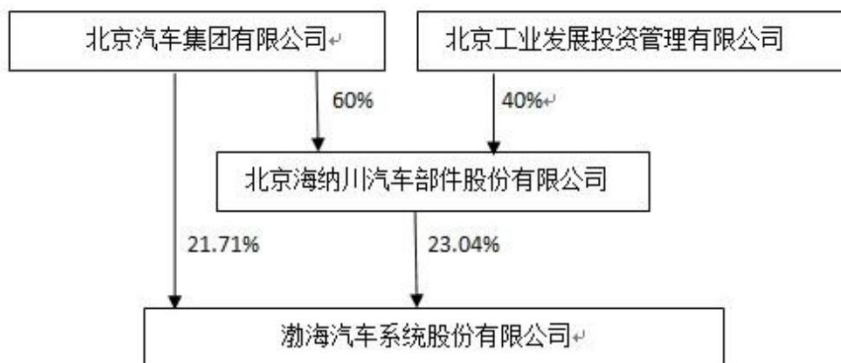 北京汽车集团有限公司↵
北京工业发展投资管理有限公司
60%
40%↵
北京海纳川汽车部件股份有限公司
21.71%
23.04%
渤海汽车系统股份有限公司↵